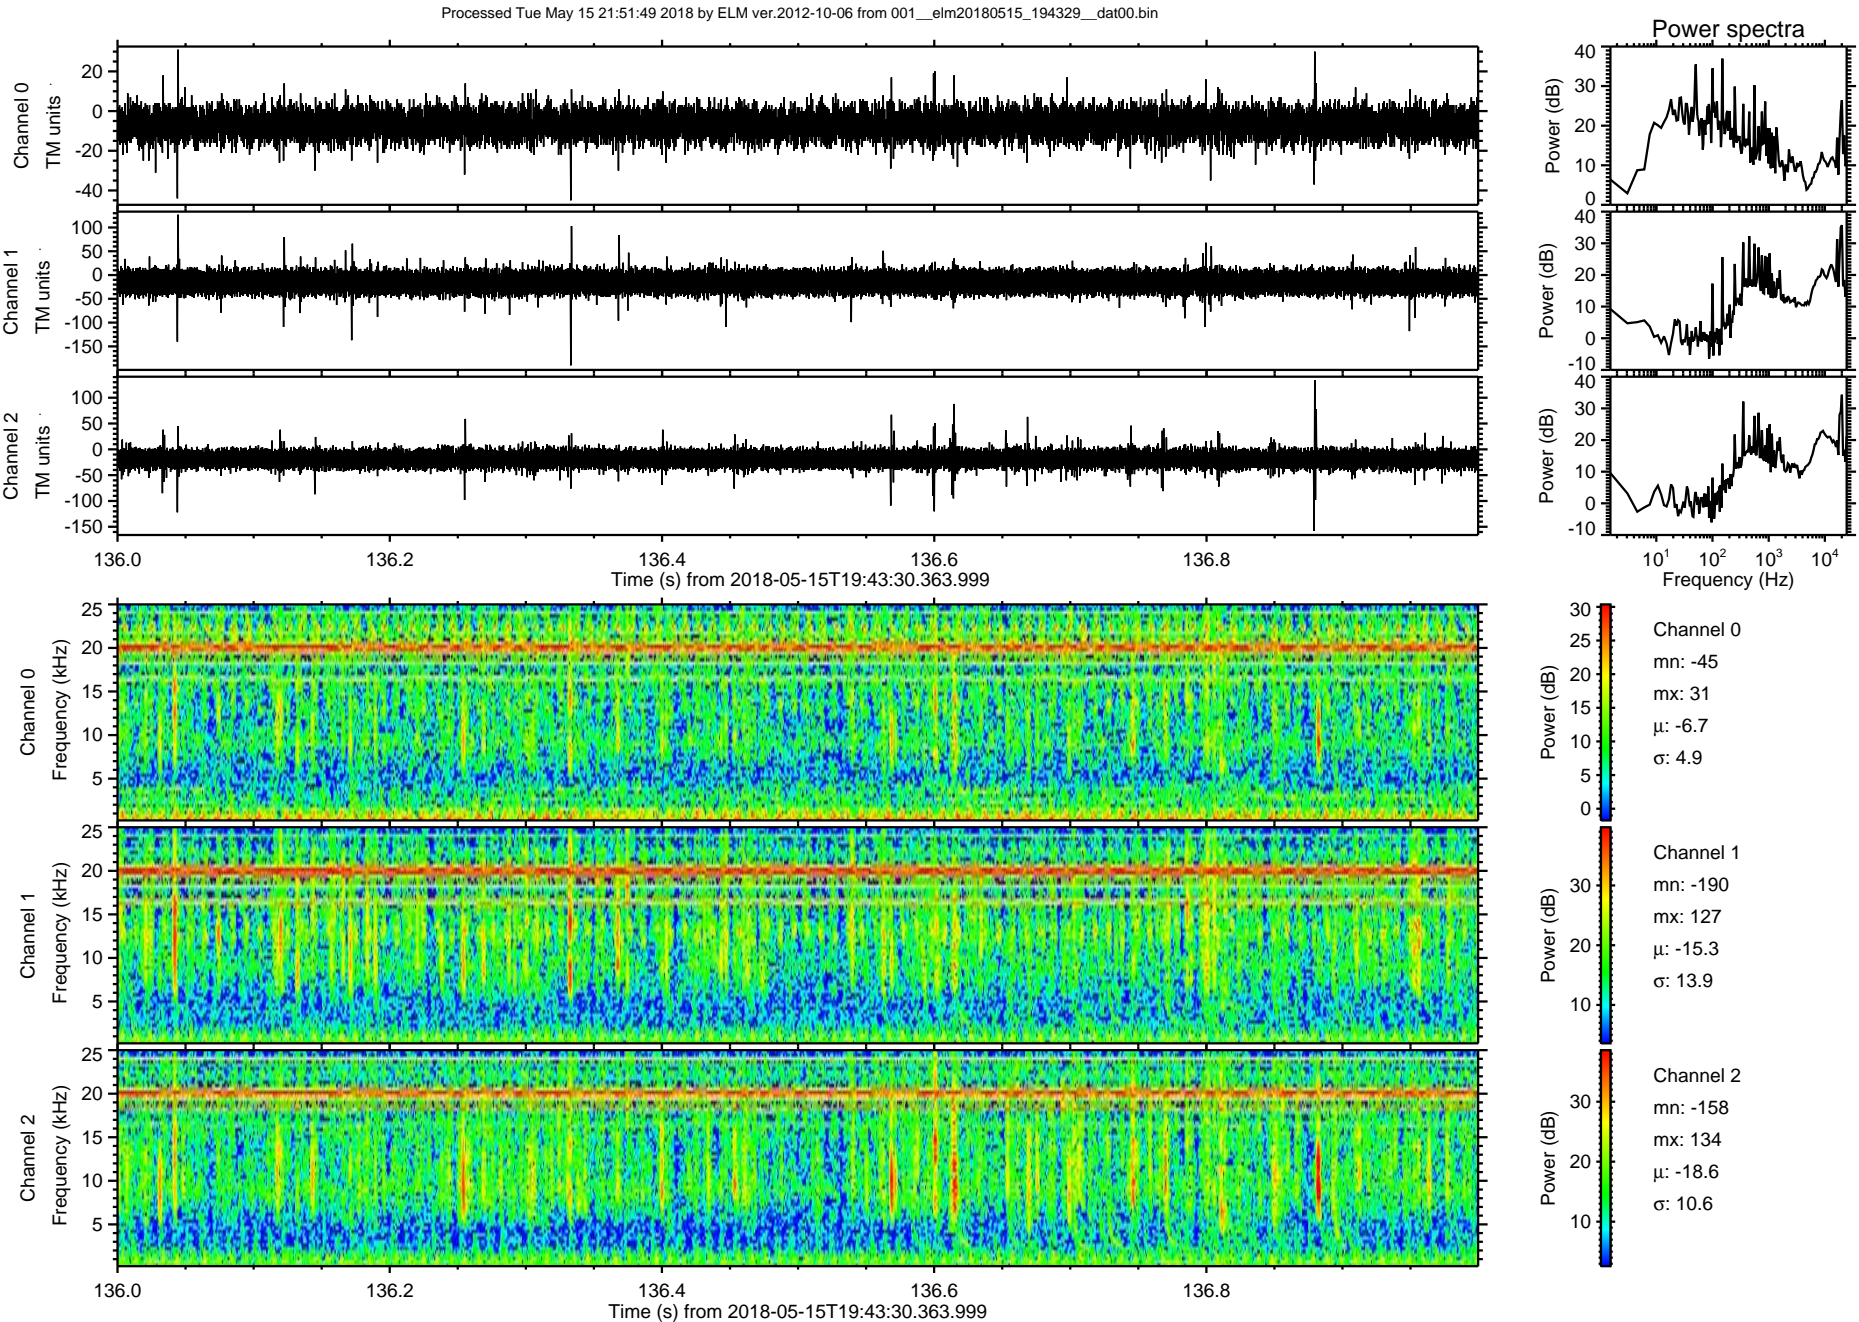 Processed Tue May 15 21:51:49 2018 by ELM ver.2012-10-06 from 001__elm20180515_194329__dat00.bin
Power spectra
Channel 0
TM units
20
0
-20
-40
Power (dB)
40
30
20
10
0
Channel 1
TM units
100
50
0
-50
-100
-150
Power (dB)
40
30
20
10
0
-10
Channel 2
TM units
100
50
0
-50
-100
-150
Power (dB)
40
30
20
10
0
-10
136.0 136.2 136.4 136.6 136.8
Time (s) from 2018-05-15T19:43:30.363.999
10¹ 10² 10³ 10⁴
Frequency (Hz)
Channel 0
Frequency (kHz)
25
20
15
10
5
Power (dB)
30
25
20
15
10
5
0
Channel 0
mn: -45
mx: 31
µ: -6.7
σ: 4.9
Channel 1
Frequency (kHz)
25
20
15
10
5
Power (dB)
30
20
10
Channel 1
mn: -190
mx: 127
µ: -15.3
σ: 13.9
Channel 2
Frequency (kHz)
25
20
15
10
5
Power (dB)
30
20
10
Channel 2
mn: -158
mx: 134
µ: -18.6
σ: 10.6
136.0 136.2 136.4 136.6 136.8
Time (s) from 2018-05-15T19:43:30.363.999